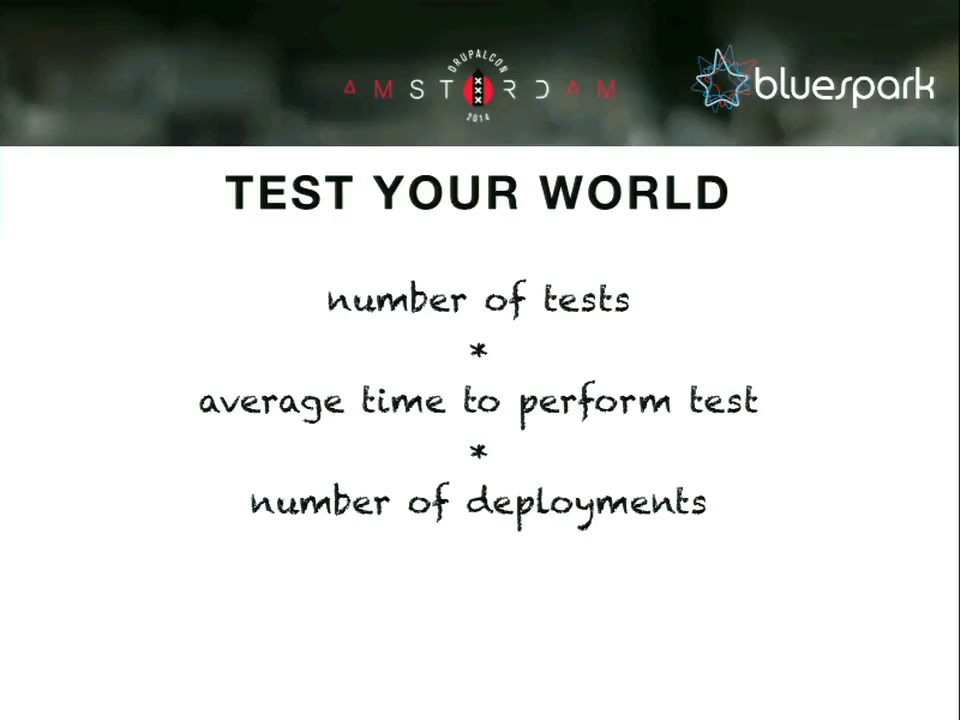 DRUPALCON
AMSTERDAM
2014
bluespark
TEST YOUR WORLD
number of tests
*
average time to perform test
*
number of deployments